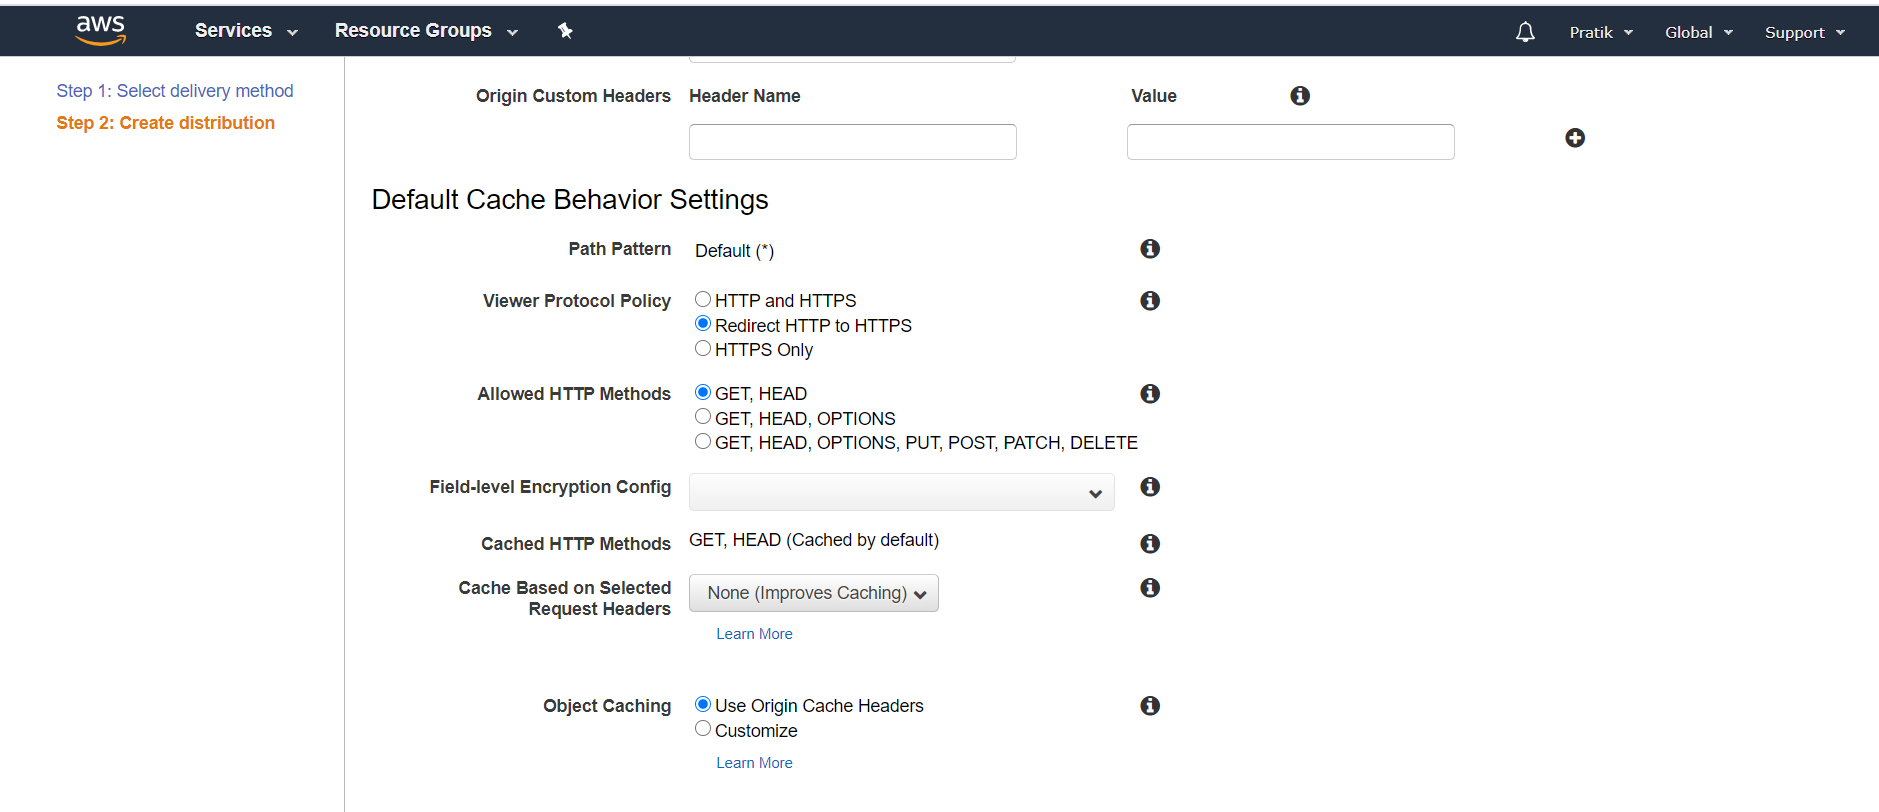 aws Services Resource Groups Pratik Global Support
Step 1: Select delivery method
Step 2: Create distribution
Origin Custom Headers Header Name Value
Default Cache Behavior Settings
Path Pattern Default (*)
Viewer Protocol Policy HTTP and HTTPS
Redirect HTTP to HTTPS
HTTPS Only
Allowed HTTP Methods GET, HEAD
GET, HEAD, OPTIONS
GET, HEAD, OPTIONS, PUT, POST, PATCH, DELETE
Field-level Encryption Config
Cached HTTP Methods GET, HEAD (Cached by default)
Cache Based on Selected
Request Headers None (Improves Caching)
Learn More
Object Caching Use Origin Cache Headers
Customize
Learn More